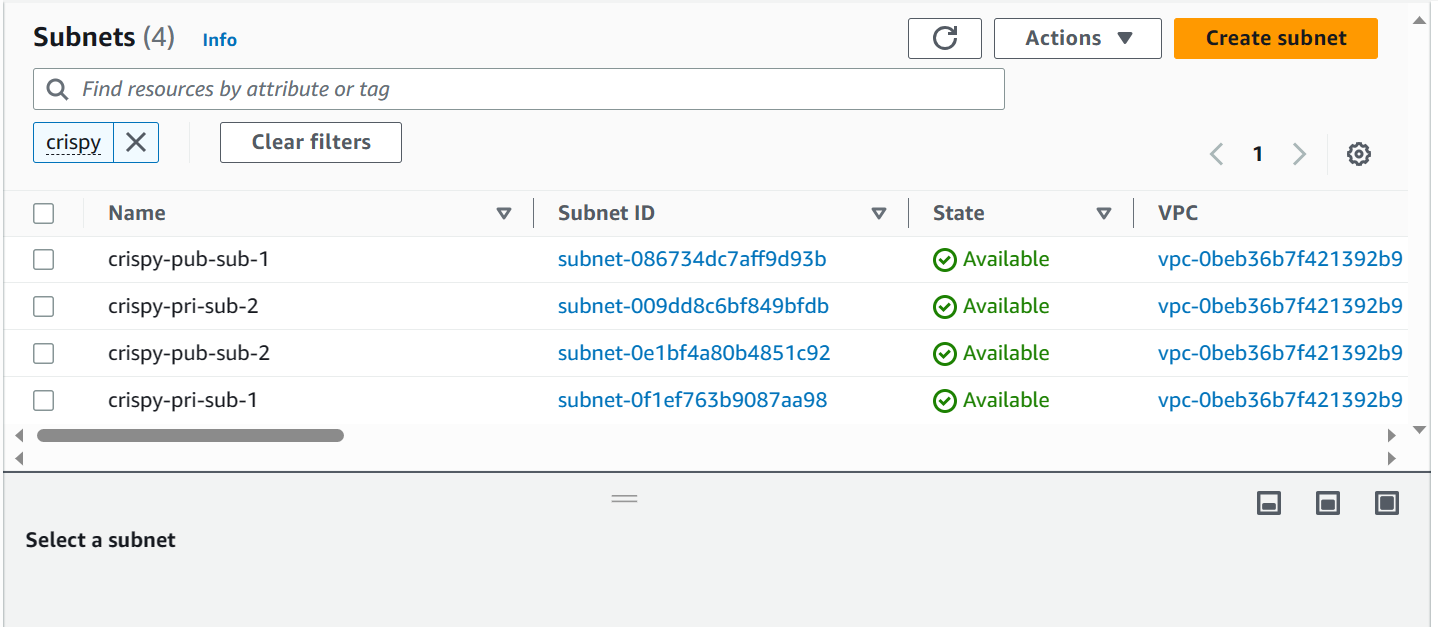 Subnets (4) Info Actions Create subnet
Find resources by attribute or tag
crispy Clear filters 1
Name Subnet ID State VPC
crispy-pub-sub-1 subnet-086734dc7aff9d93b Available vpc-0beb36b7f421392b9
crispy-pri-sub-2 subnet-009dd8c6bf849bfdb Available vpc-0beb36b7f421392b9
crispy-pub-sub-2 subnet-0e1bf4a80b4851c92 Available vpc-0beb36b7f421392b9
crispy-pri-sub-1 subnet-0f1ef763b9087aa98 Available vpc-0beb36b7f421392b9
Select a subnet